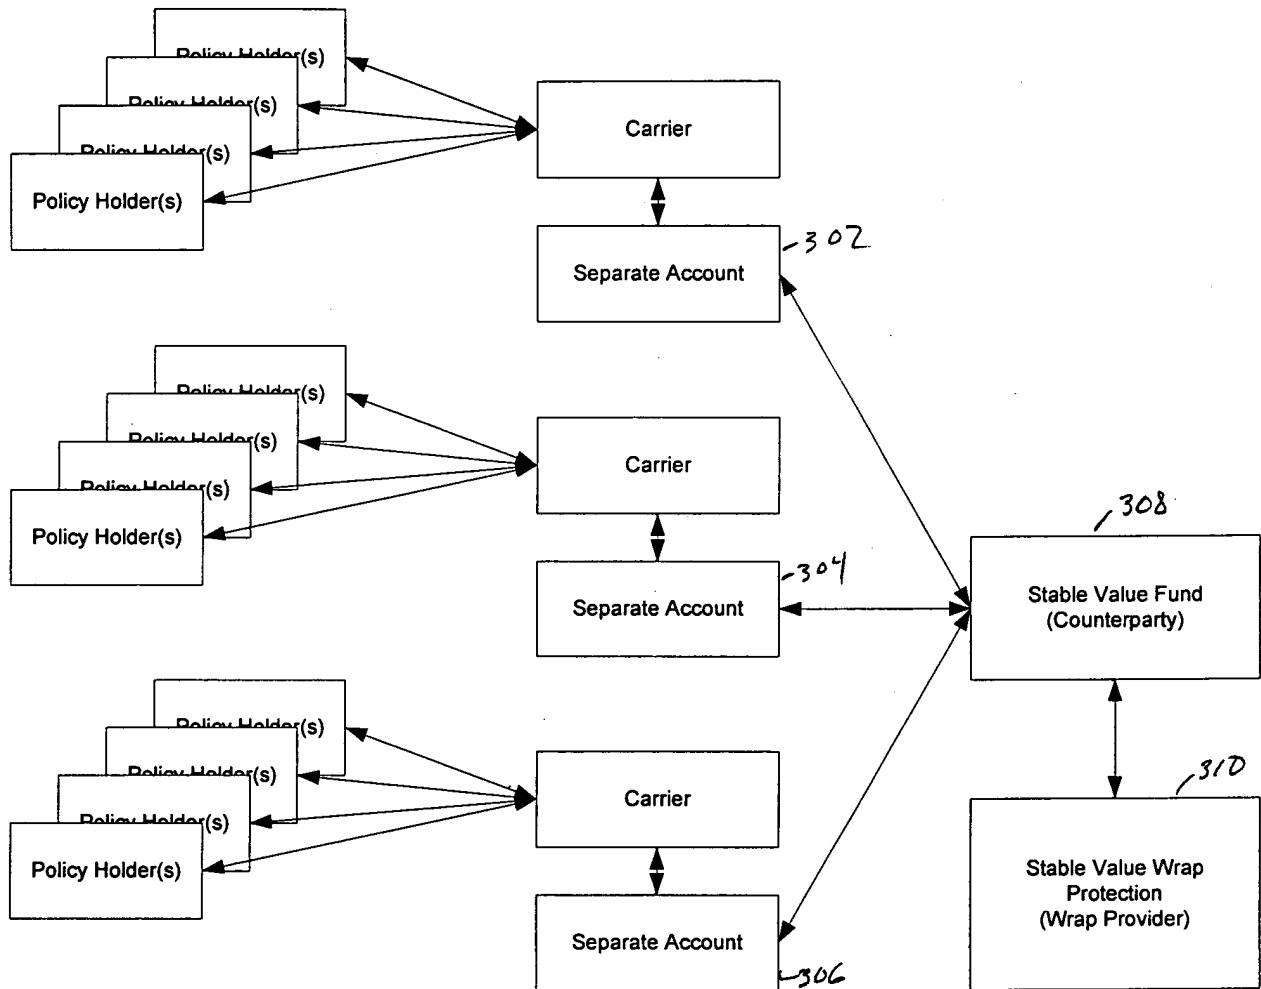 Policy Holder(s)
Policy Holder(s)
Policy Holder(s)
Policy Holder(s)
Carrier
Separate Account
302
Policy Holder(s)
Policy Holder(s)
Policy Holder(s)
Policy Holder(s)
Carrier
Separate Account
304
308
Stable Value Fund
(Counterparty)
Policy Holder(s)
Policy Holder(s)
Policy Holder(s)
Policy Holder(s)
Carrier
Separate Account
306
310
Stable Value Wrap
Protection
(Wrap Provider)